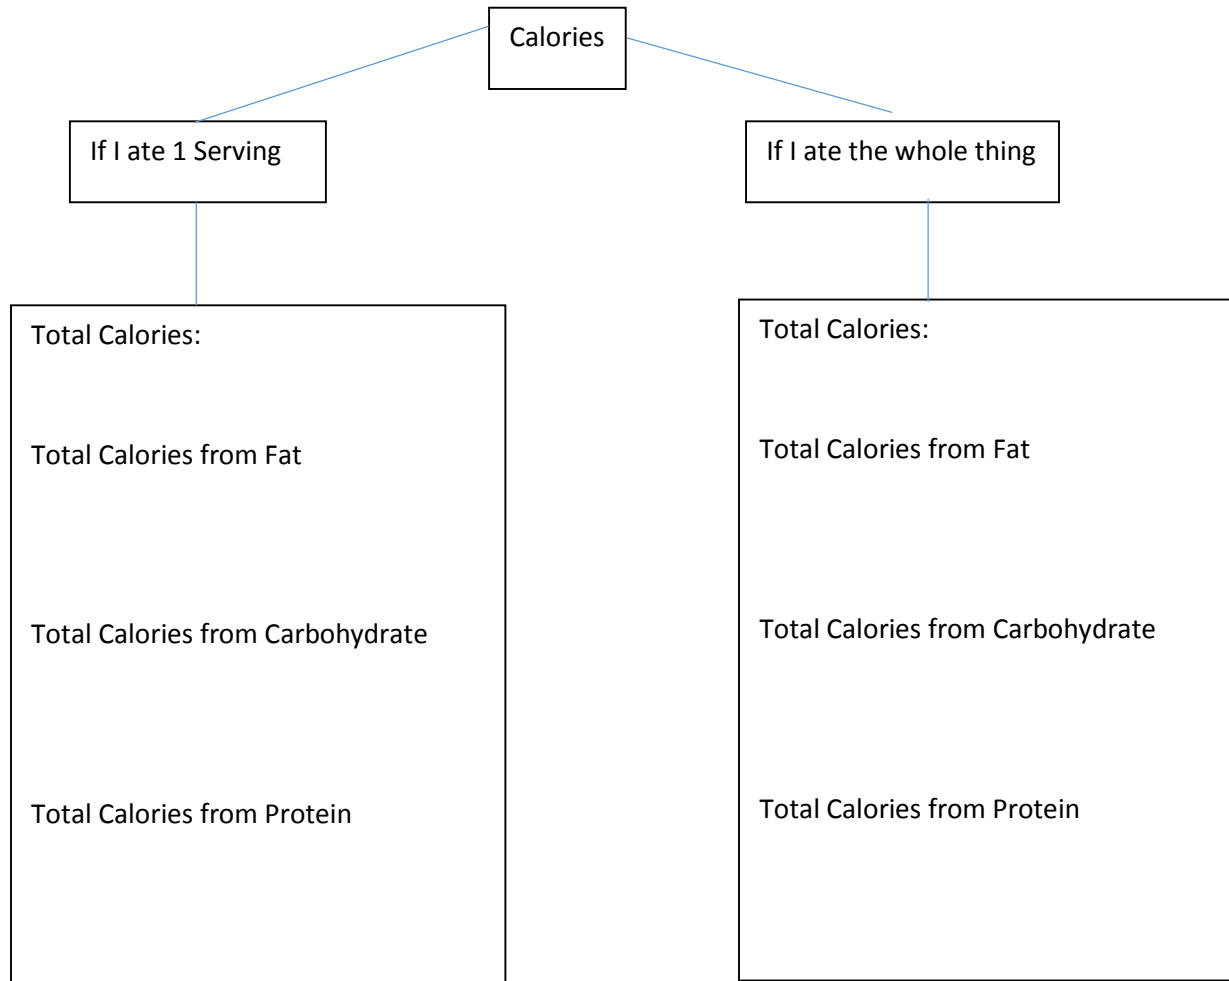 Calories
If I ate 1 Serving
If I ate the whole thing
Total Calories:
Total Calories from Fat
Total Calories from Carbohydrate
Total Calories from Protein
Total Calories:
Total Calories from Fat
Total Calories from Carbohydrate
Total Calories from Protein